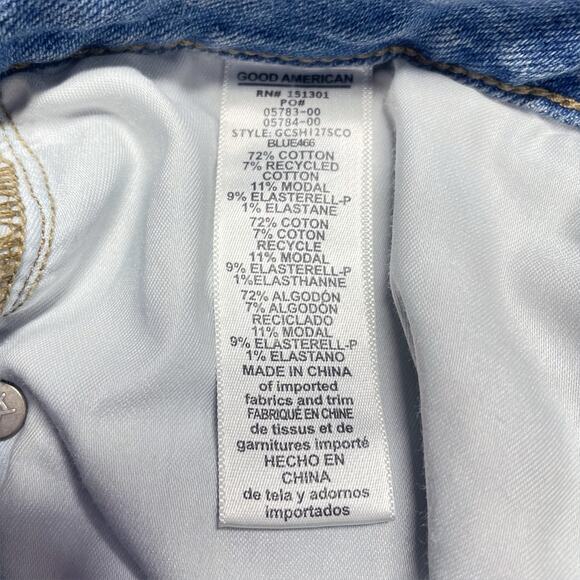 GOOD AMERICAN
RN# 151301
PO#
05783-00
05784-00
STYLE: GCSH127SCO
BLUE466
72% COTTON
7% RECYCLED
COTTON
11% MODAL
9% ELASTERELL-P
1% ELASTANE
72% COTON
7% COTON
RECYCLE
11% MODAL
9% ELASTERELL-P
1%ELASTHANNE
72% ALGODÓN
7% ALGODÓN
RECICLADO
11% MODAL
9% ELASTERELL-P
1% ELASTANO
MADE IN CHINA
of imported
fabrics and trim
FABRIQUÉ EN CHINE
de tissus et de
garnitures importé
HECHO EN
CHINA
de tela y adornos
importados